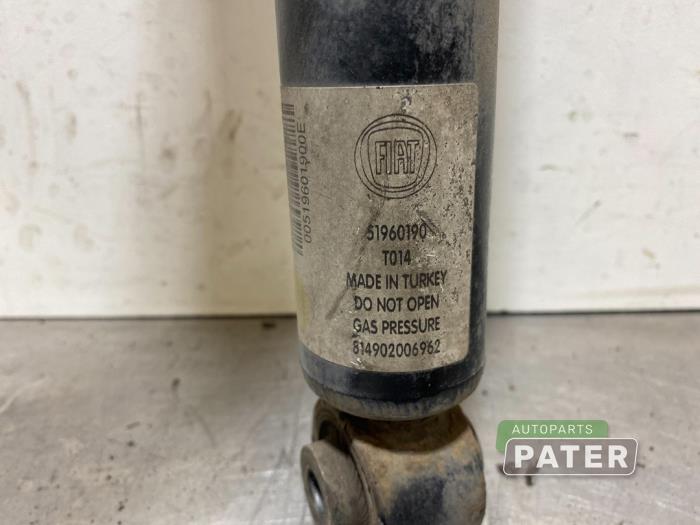 FIAT
51960190
T014
MADE IN TURKEY
DO NOT OPEN
GAS PRESSURE
814902006962
00519601900E
AUTOPARTS
PATER